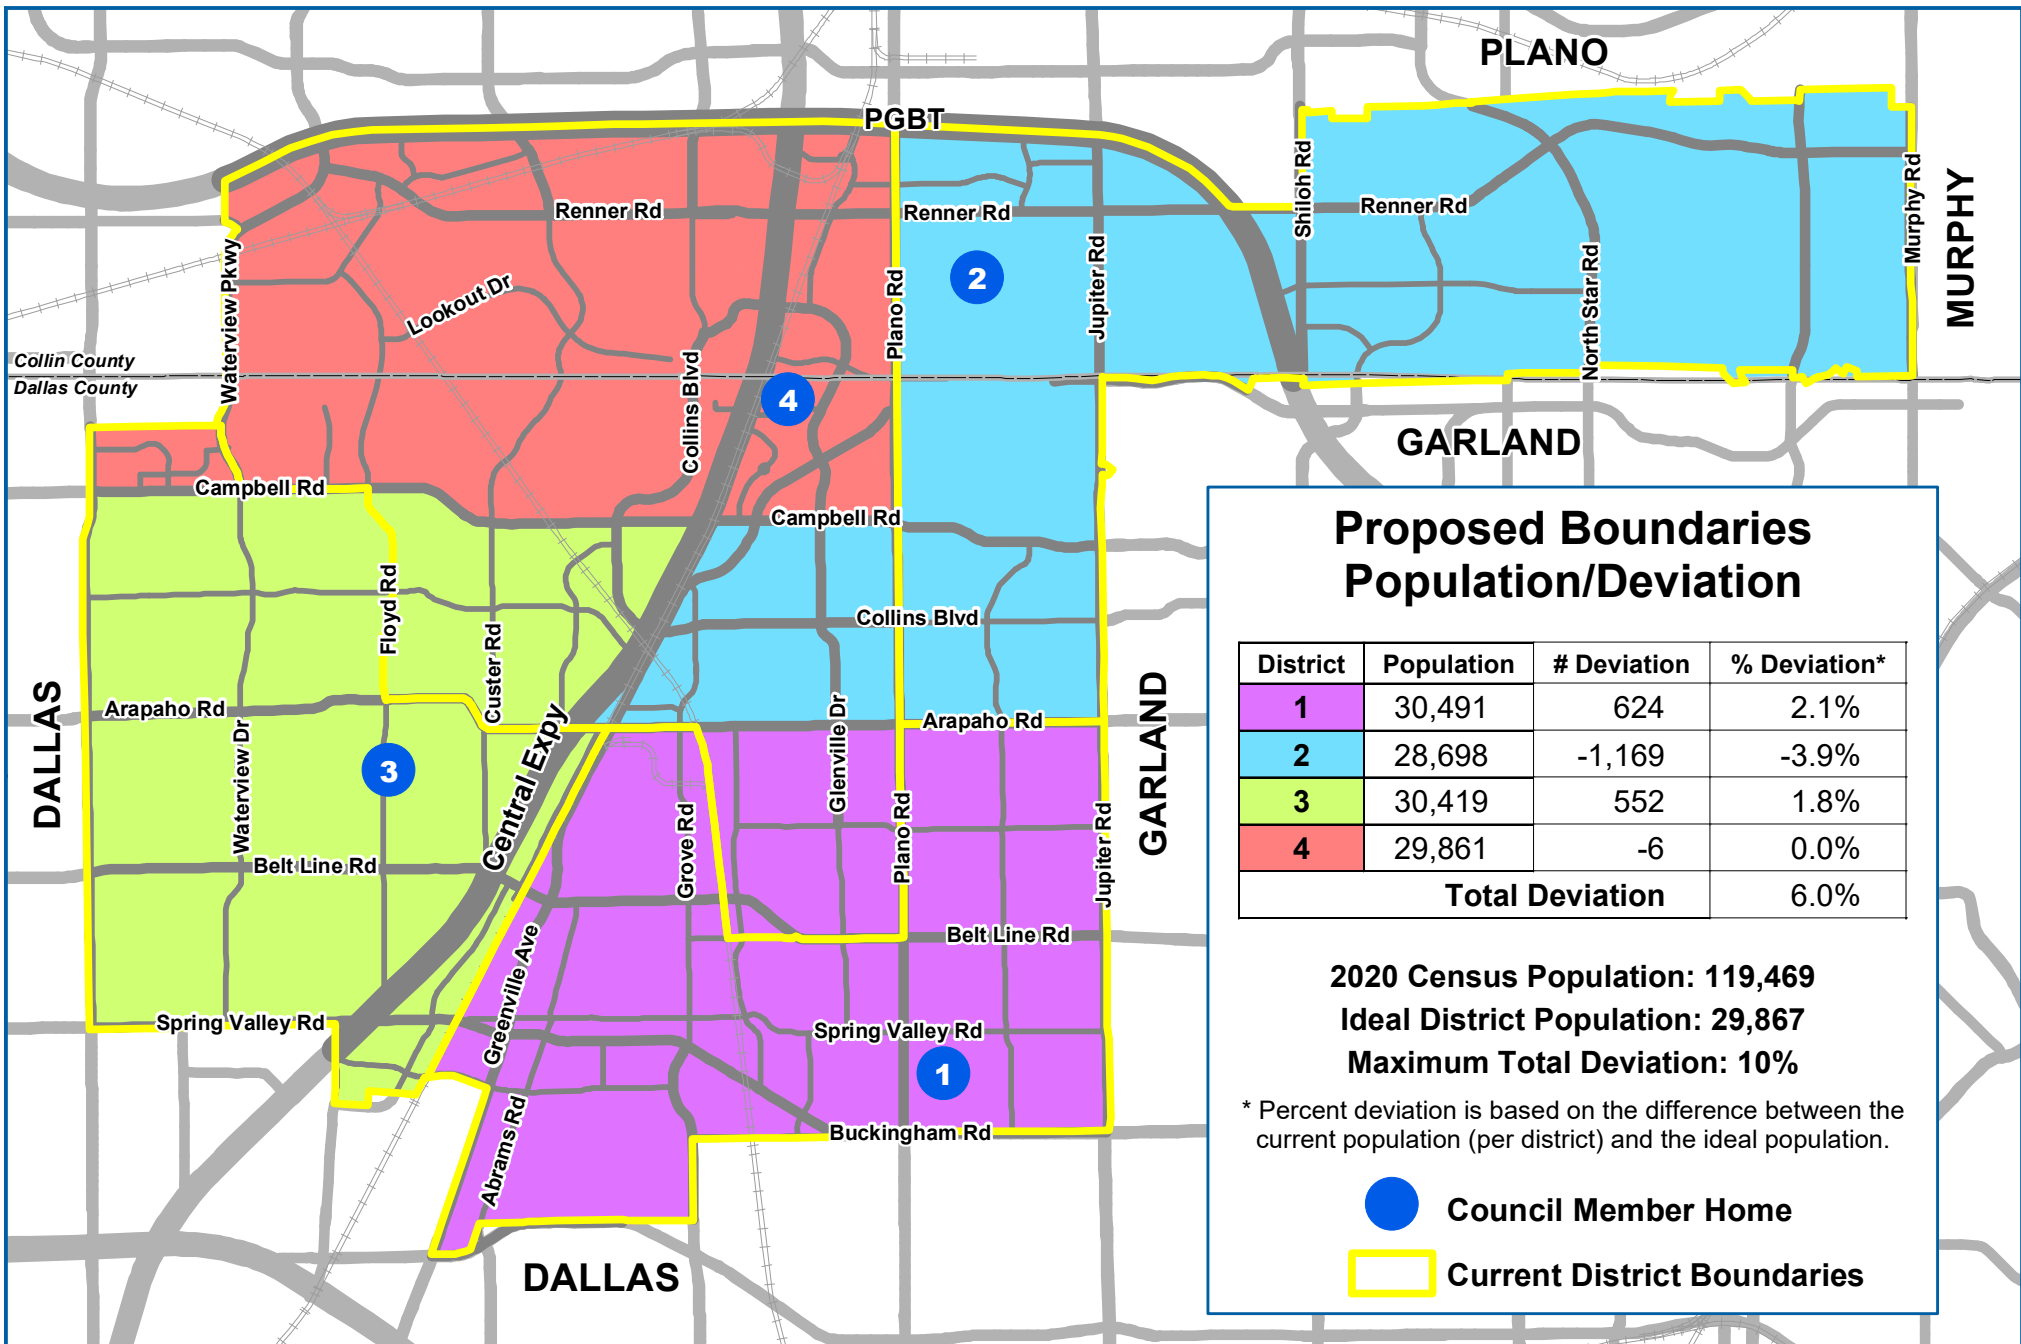 PLANO
PGBT
Shiloh Rd
Murphy Rd
MURPHY
Renner Rd
Renner Rd
Renner Rd
Waterview Pkwy
Lookout Dr
Plano Rd
2
Jupiter Rd
North Star Rd
Collin County
Dallas County
Collins Blvd
4
GARLAND
Campbell Rd
Campbell Rd
Floyd Rd
Custer Rd
Collins Blvd
DALLAS
Arapaho Rd
Waterview Dr
Central Expy
Arapaho Rd
Glenville Dr
GARLAND
3
Grove Rd
Plano Rd
Jupiter Rd
Belt Line Rd
Belt Line Rd
Greenville Ave
Spring Valley Rd
Spring Valley Rd
1
Abrams Rd
Buckingham Rd
DALLAS
Proposed Boundaries
Population/Deviation
District Population # Deviation % Deviation*
1 30,491 624 2.1%
2 28,698 -1,169 -3.9%
3 30,419 552 1.8%
4 29,861 -6 0.0%
Total Deviation 6.0%
2020 Census Population: 119,469
Ideal District Population: 29,867
Maximum Total Deviation: 10%
* Percent deviation is based on the difference between the
current population (per district) and the ideal population.
Council Member Home
Current District Boundaries